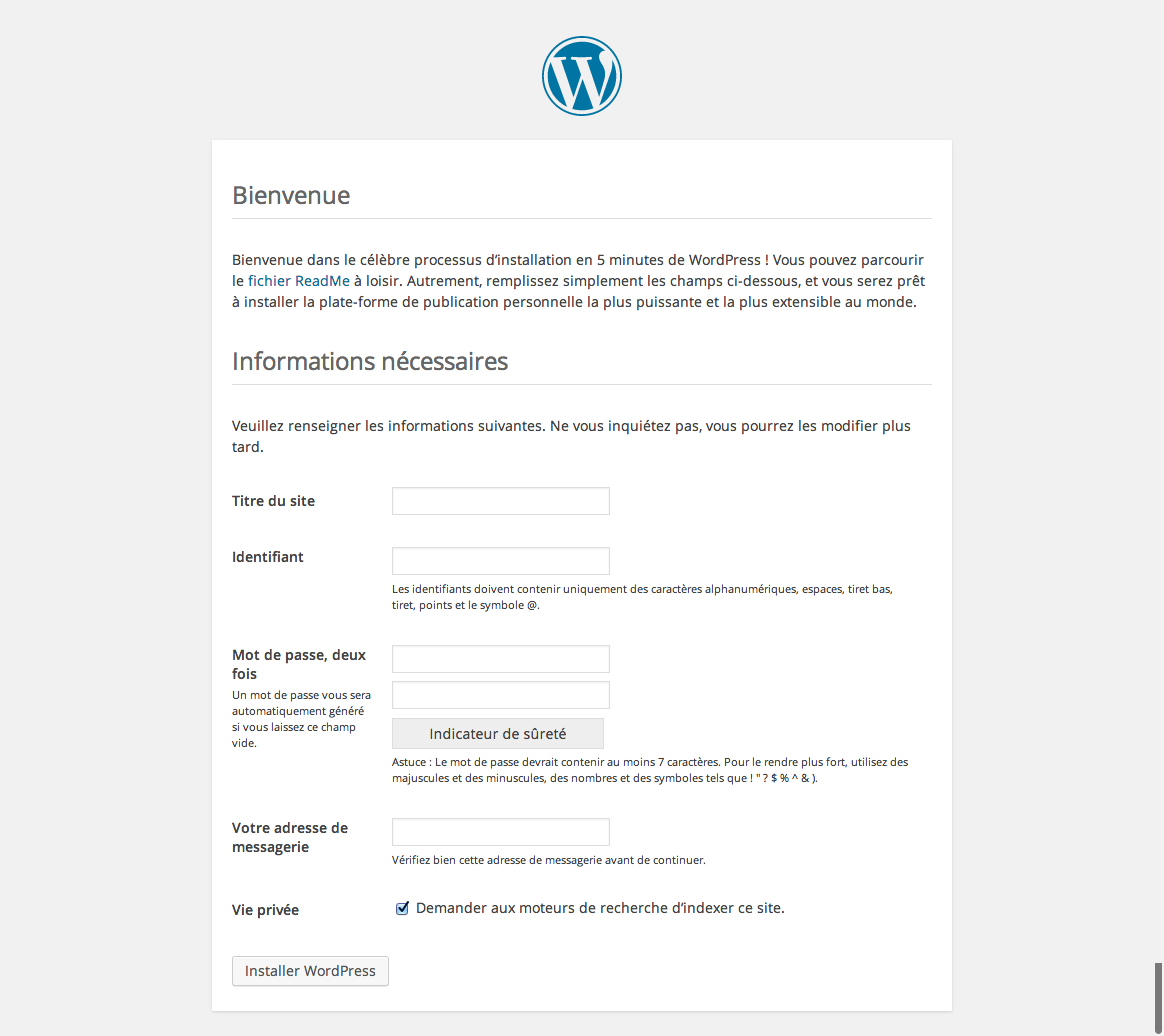 Bienvenue
Bienvenue dans le célèbre processus d’installation en 5 minutes de WordPress ! Vous pouvez parcourir
le fichier ReadMe à loisir. Autrement, remplissez simplement les champs ci-dessous, et vous serez prêt
à installer la plate-forme de publication personnelle la plus puissante et la plus extensible au monde.
Informations nécessaires
Veuillez renseigner les informations suivantes. Ne vous inquiétez pas, vous pourrez les modifier plus
tard.
Titre du site
Identifiant
Les identifiants doivent contenir uniquement des caractères alphanumériques, espaces, tiret bas,
tiret, points et le symbole @.
Mot de passe, deux
fois
Un mot de passe vous sera
automatiquement généré
si vous laissez ce champ
vide.
Indicateur de sûreté
Astuce : Le mot de passe devrait contenir au moins 7 caractères. Pour le rendre plus fort, utilisez des
majuscules et des minuscules, des nombres et des symboles tels que ! " ? $ % ^ & ).
Votre adresse de
messagerie
Vérifiez bien cette adresse de messagerie avant de continuer.
Vie privée
Demander aux moteurs de recherche d’indexer ce site.
Installer WordPress